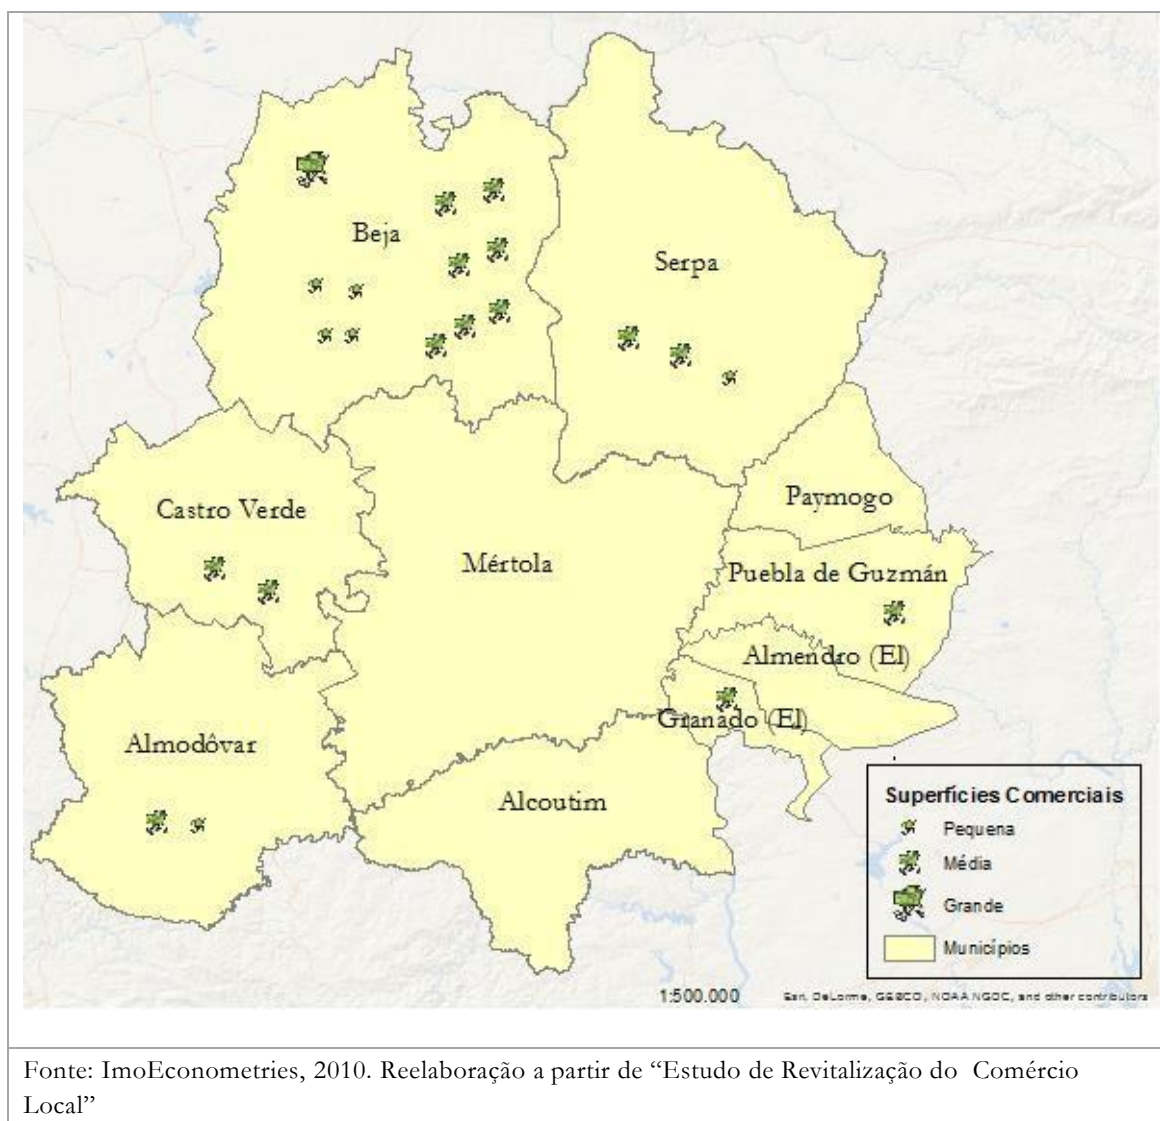 Beja
Serpa
Castro Verde
Paymogo
Mértola
Puebla de Guzmán
Almendro (El)
Granado (El)
Almodôvar
Alcoutim
Superfícies Comerciais
Pequena
Média
Grande
Municípios
1:500.000
Esri, DeLorme, GEBCO, NOAA NGDC, and other contributors
Fonte: ImoEconometries, 2010. Reelaboração a partir de “Estudo de Revitalização do Comércio
Local”